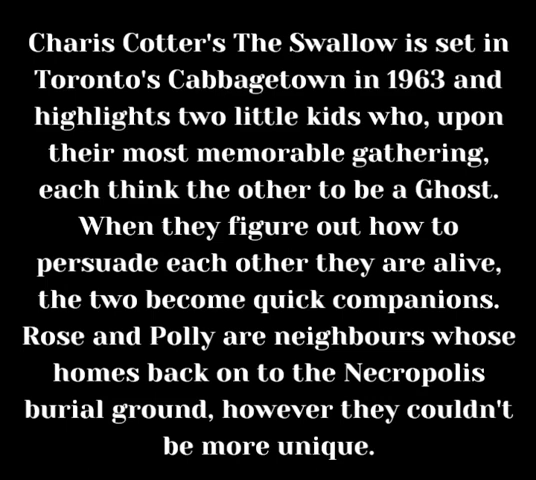 Charis Cotter's The Swallow is set in
Toronto's Cabbagetown in 1963 and
highlights two little kids who, upon
their most memorable gathering,
each think the other to be a Ghost.
When they figure out how to
persuade each other they are alive,
the two become quick companions.
Rose and Polly are neighbours whose
homes back on to the Necropolis
burial ground, however they couldn't
be more unique.